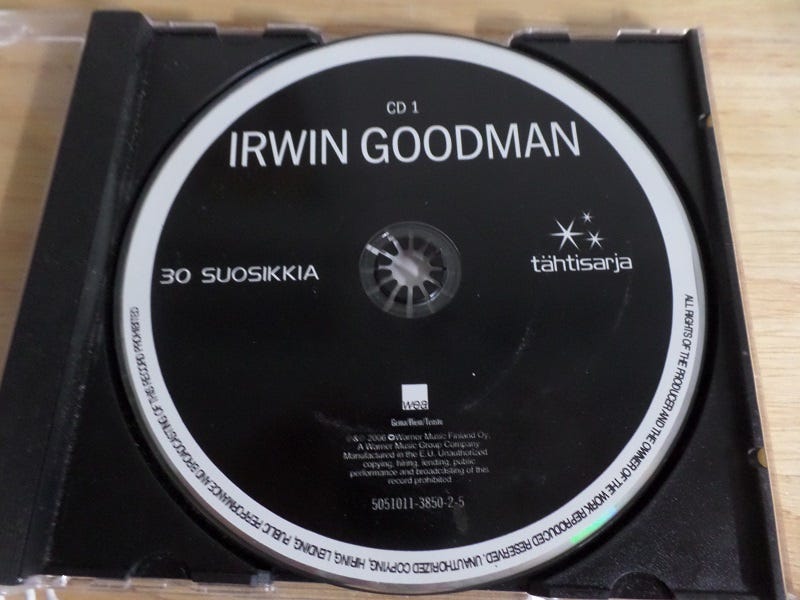 CD 1
IRWIN GOODMAN
30 SUOSIKKIA
tähtisarja
wea
℗&© 2006 Warner Music Finland Oy,
A Warner Music Group Company
Manufactured in the E.U. Unauthorized
copying, hiring, lending, public
performance and broadcasting of this
record prohibited
5051011-3850-2-5
ALL RIGHTS OF THE PRODUCER AND THE OWNER OF THE WORK REPRODUCED RESERVED. UNAUTHORIZED COPYING, HIRING, LENDING, PUBLIC PERFORMANCE AND BROADCASTING OF THIS RECORD PROHIBITED